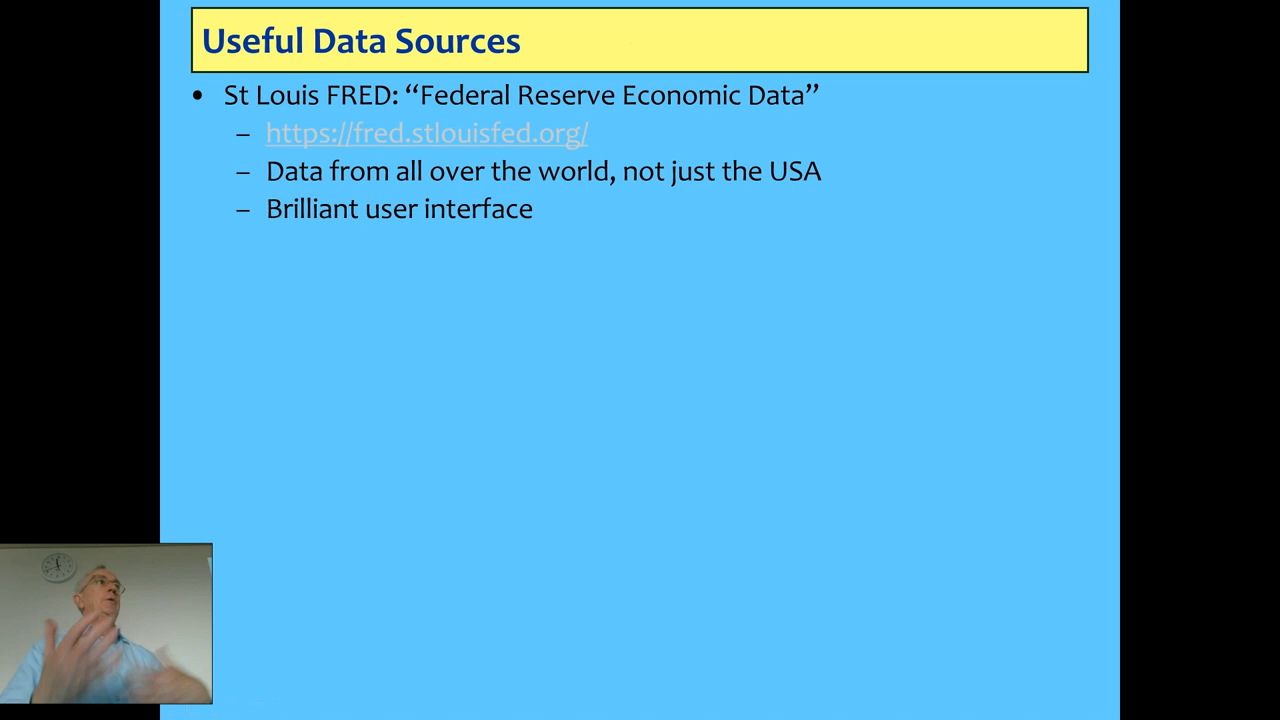 Useful Data Sources
• St Louis FRED: “Federal Reserve Economic Data”
– https://fred.stlouisfed.org/
– Data from all over the world, not just the USA
– Brilliant user interface